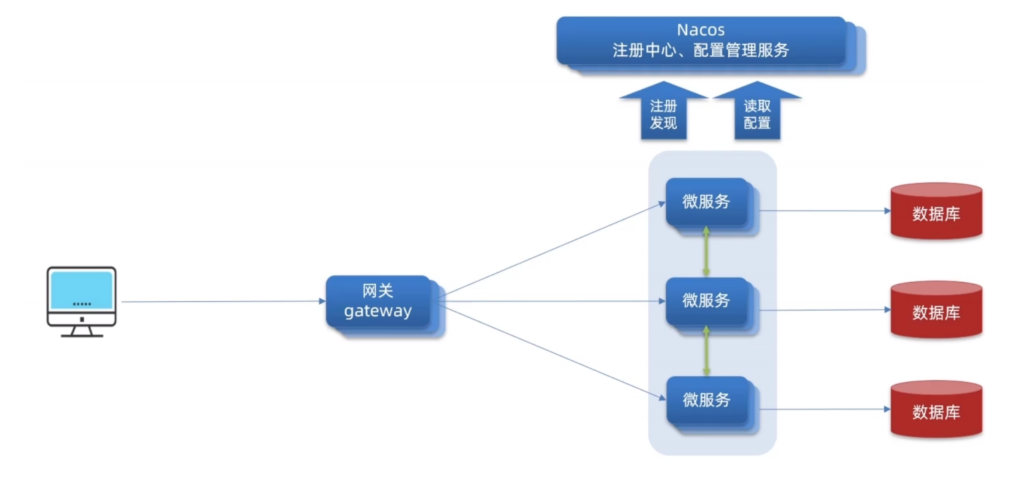 Nacos
注册中心、配置管理服务
注册
发现
读取
配置
微服务
数据库
网关
gateway
微服务
数据库
微服务
数据库